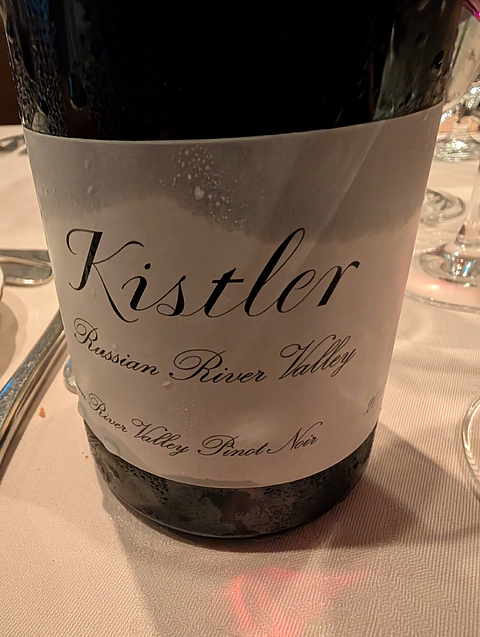 Kistler
Russian River Valley
River Valley Pinot Noir